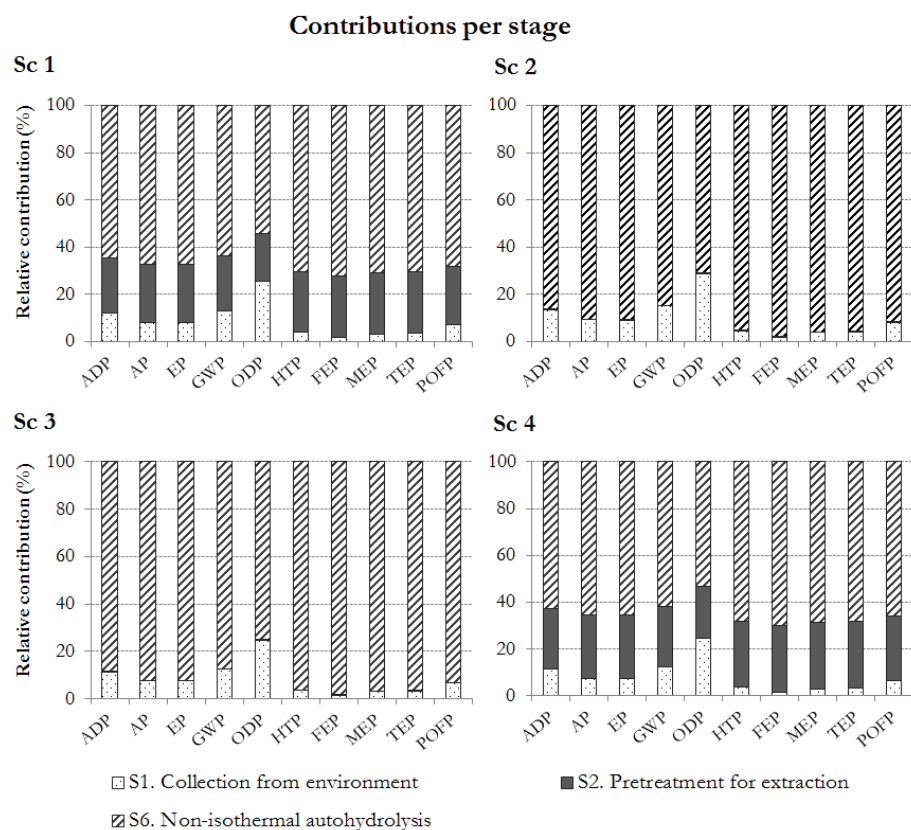 Contributions per stage
Sc 1
Relative contribution (%)
100
80
60
40
20
0
ADP AP EP GWP ODP HTP FEP MEP TEP POFP
Sc 2
100
80
60
40
20
0
ADP AP EP GWP ODP HTP FEP MEP TEP POFP
Sc 3
Relative contribution (%)
100
80
60
40
20
0
ADP AP EP GWP ODP HTP FEP MEP TEP POFP
Sc 4
100
80
60
40
20
0
ADP AP EP GWP ODP HTP FEP MEP TEP POFP
S1. Collection from environment
S2. Pretreatment for extraction
S6. Non-isothermal autohydrolysis